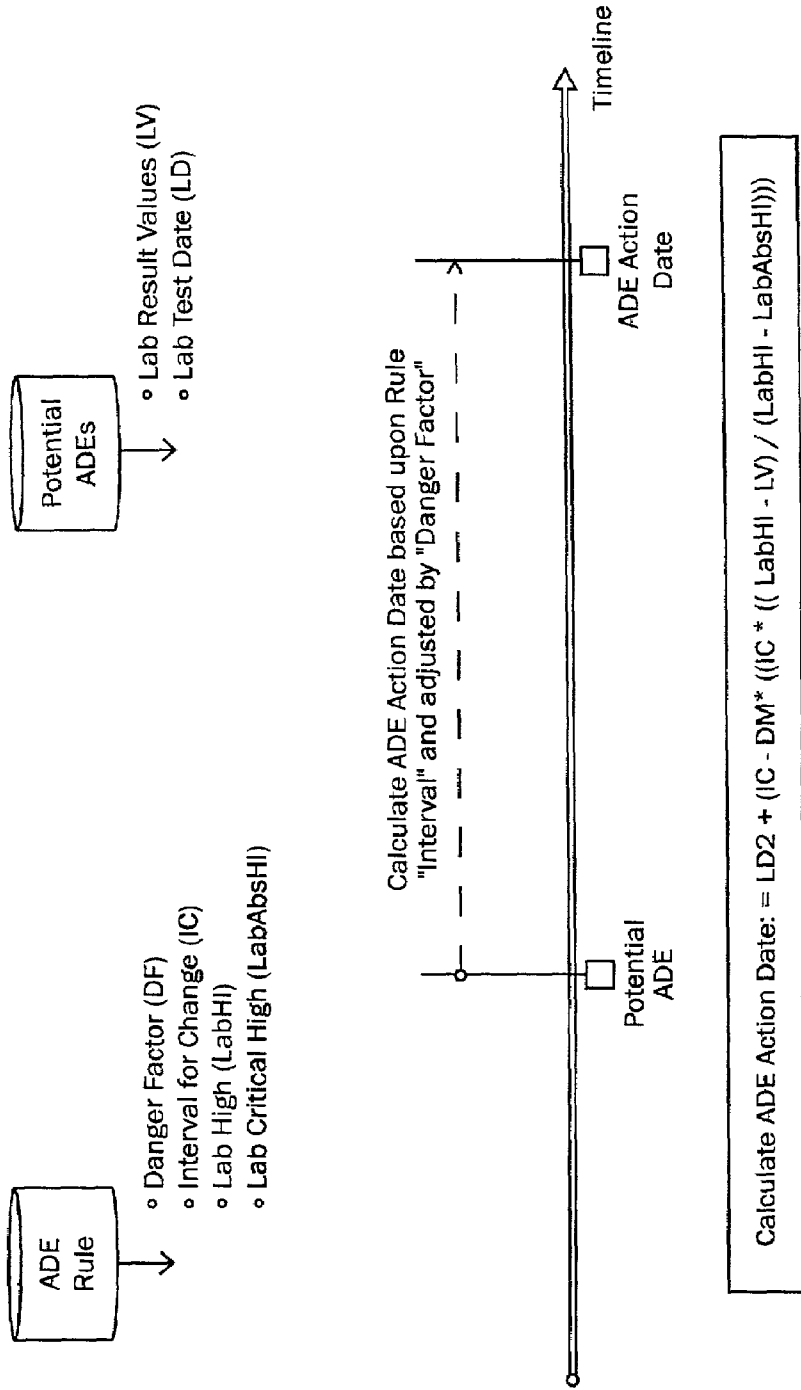 ADE
Rule
◦ Danger Factor (DF)
◦ Interval for Change (IC)
◦ Lab High (LabHI)
◦ Lab Critical High (LabAbsHI)
Potential
ADEs
◦ Lab Result Values (LV)
◦ Lab Test Date (LD)
Calculate ADE Action Date based upon Rule
"Interval" and adjusted by "Danger Factor"
Potential
ADE
ADE Action
Date
Timeline
Calculate ADE Action Date: = LD2 + (IC - DM* ((IC * (( LabHI - LV) / (LabHI - LabAbsHI)))